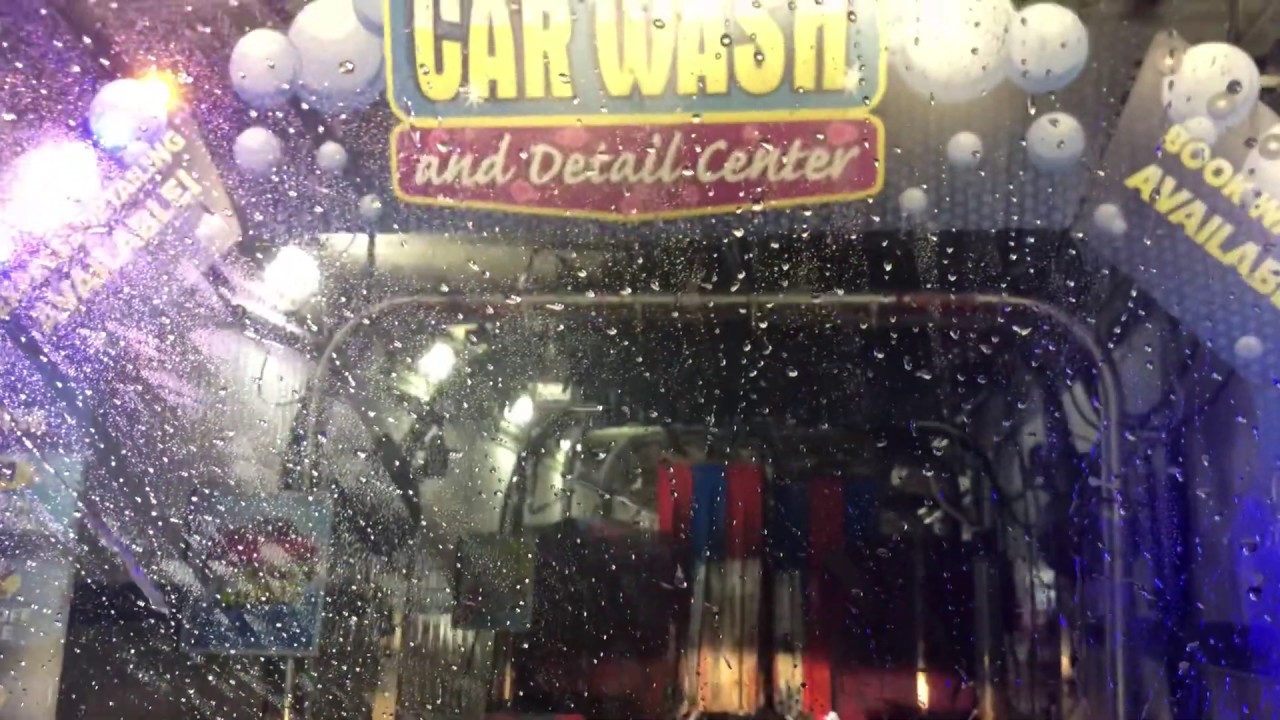 CAR WASH
and Detail Center
AVAILABLE!
BOOK W
AVAILAB